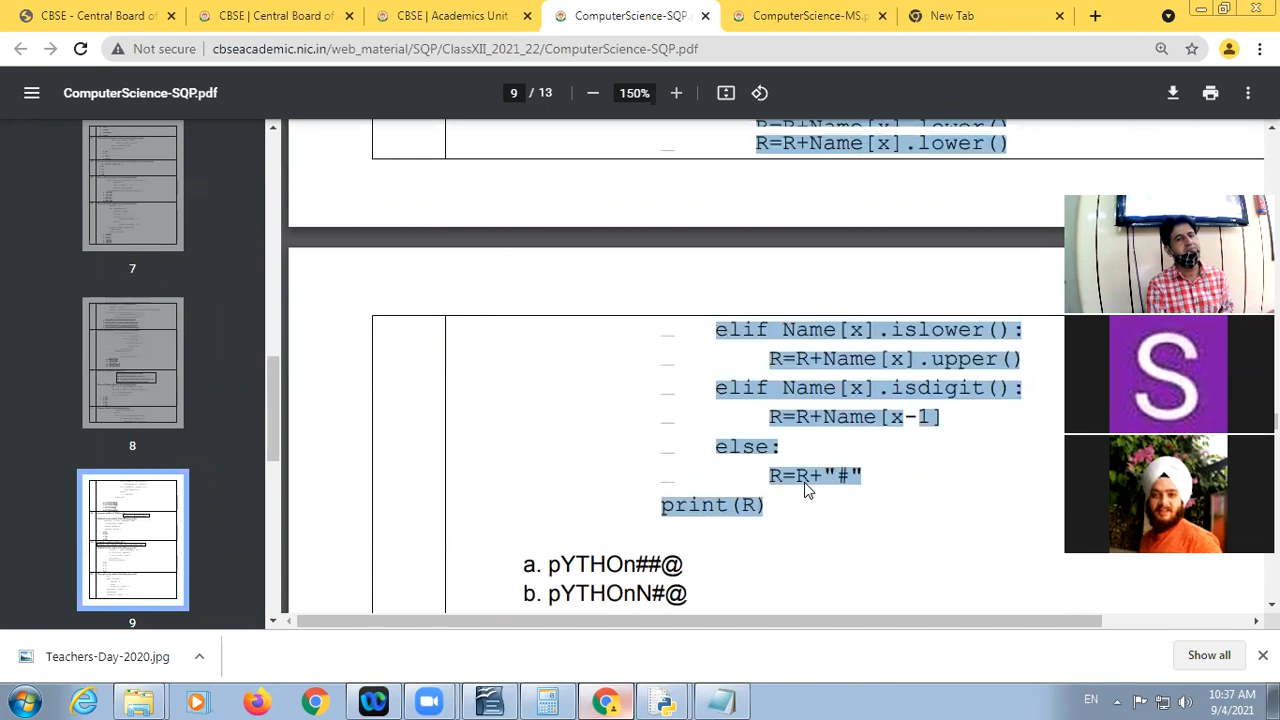 CBSE - Central Board of
CBSE | Central Board of
CBSE | Academics Unit
ComputerScience-SQP.
ComputerScience-MS.p
New Tab
Not secure
cbseacademic.nic.in/web_material/SQP/ClassXII_2021_22/ComputerScience-SQP.pdf
ComputerScience-SQP.pdf
9 / 13
150%
R=R+Name[x].lower()
R=R+Name[x].lower()
7
8
9
elif Name[x].islower():
R=R+Name[x].upper()
elif Name[x].isdigit():
R=R+Name[x-1]
else:
R=R+"#"
print(R)
a. pYTHOn##@
b. pYTHOnN#@
S
Teachers-Day-2020.jpg
Show all
EN
10:37 AM
9/4/2021